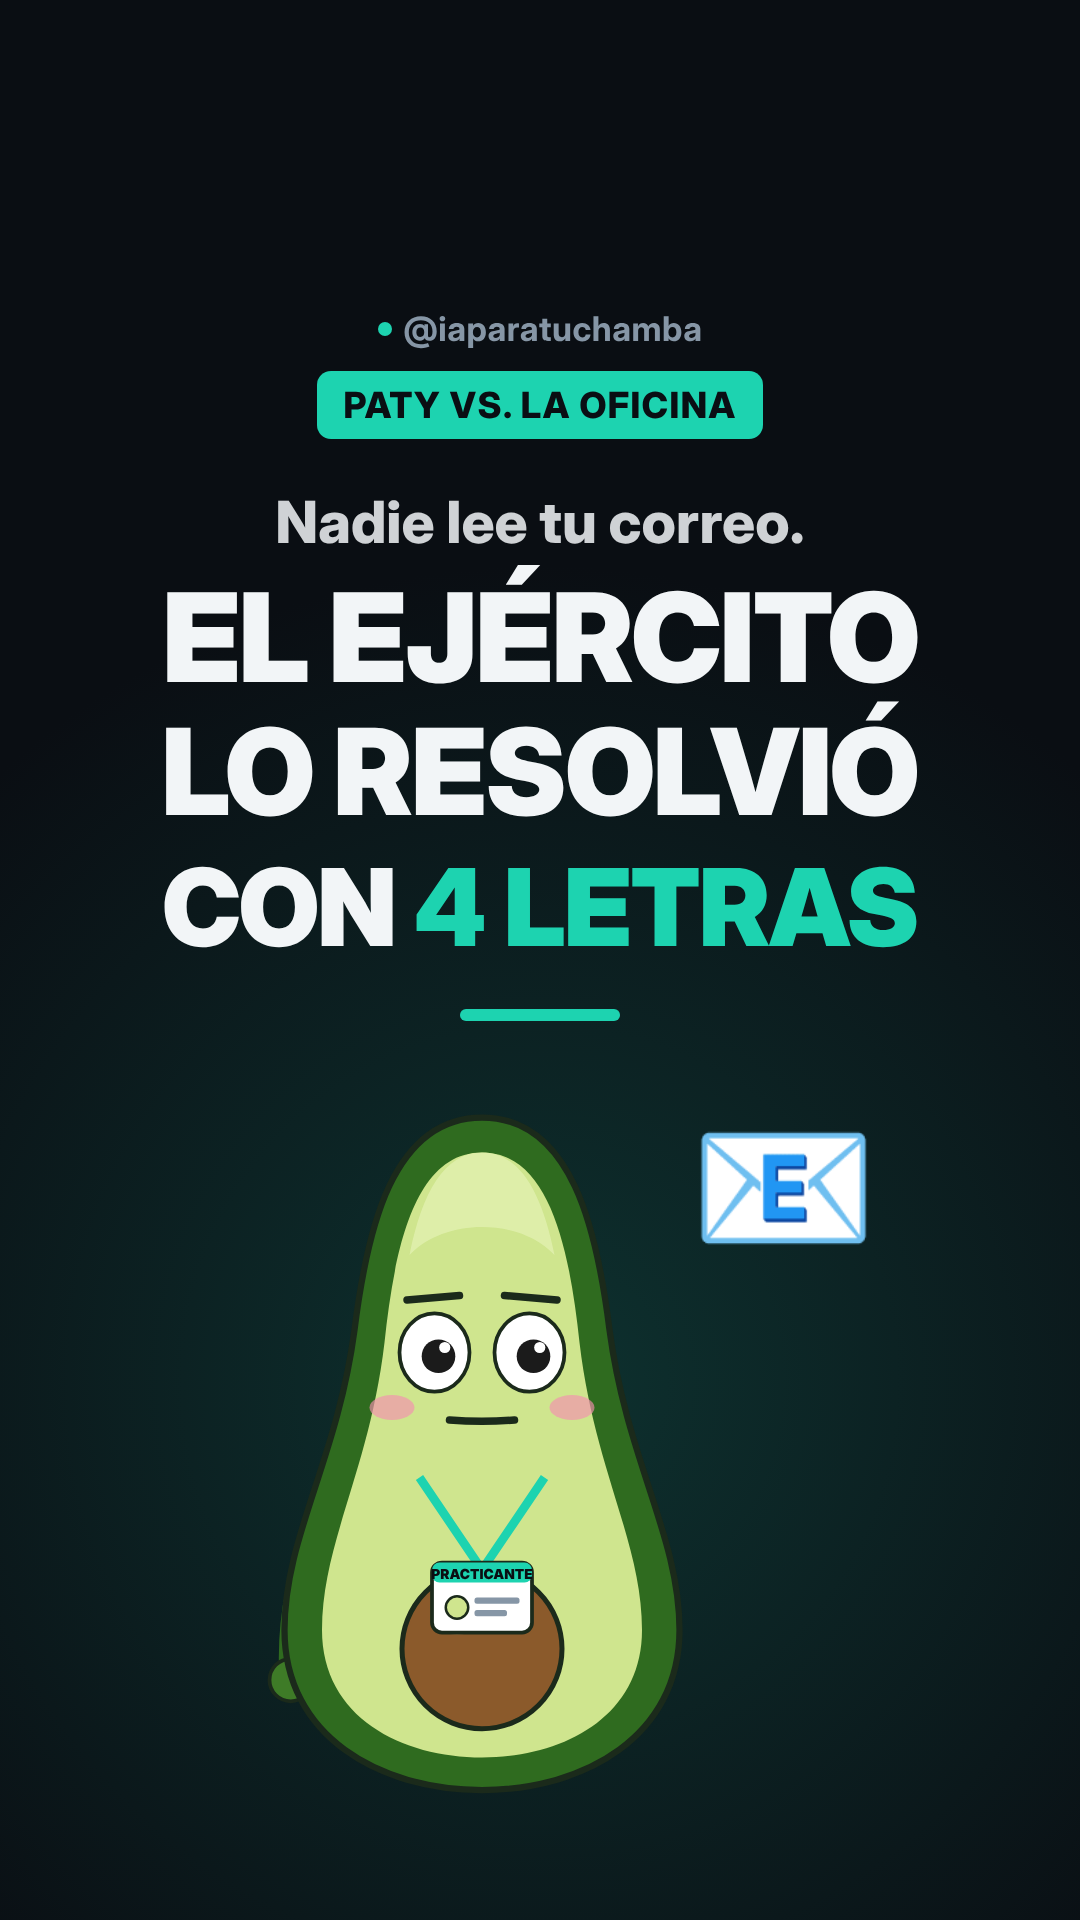 @iaparatuchamba
PATY VS. LA OFICINA
Nadie lee tu correo.
EL EJÉRCITO
LO RESOLVIÓ
CON 4 LETRAS
E
PRACTICANTE